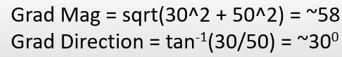 Grad Mag = sqrt(30^2 + 50^2) = ~58
Grad Direction = tan⁻¹(30/50) = ~30⁰